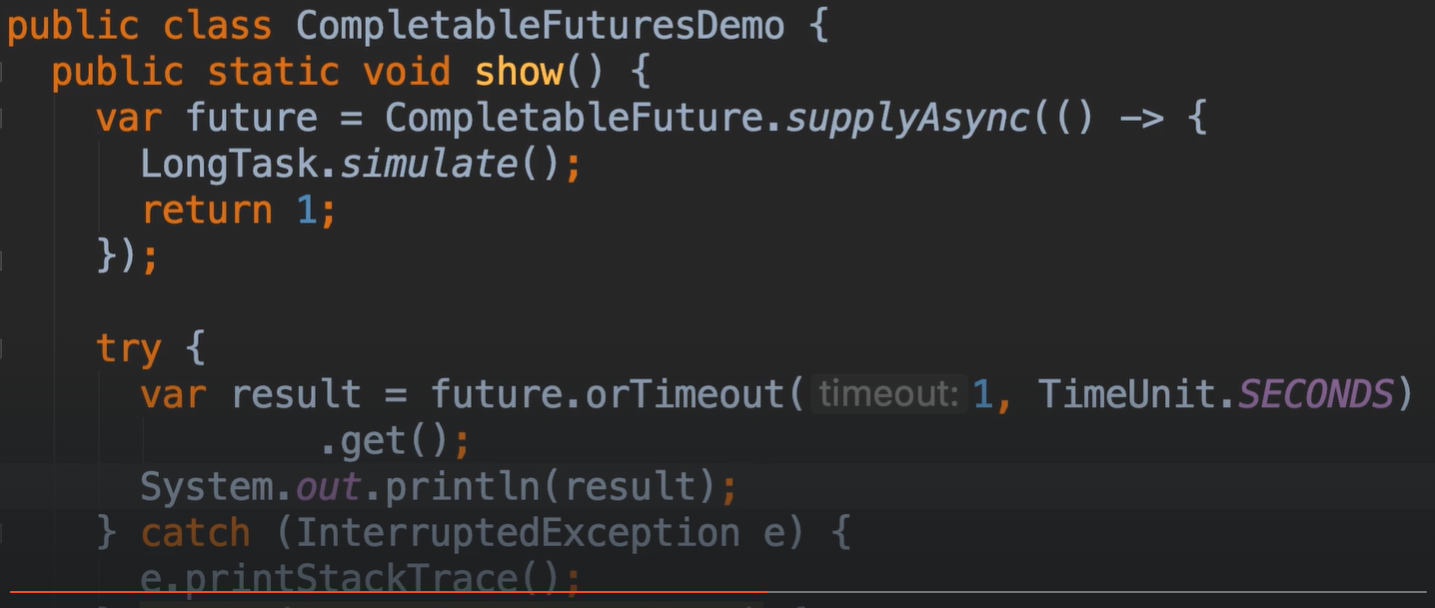 public class CompletableFuturesDemo {
public static void show() {
var future = CompletableFuture.supplyAsync(() -> {
LongTask.simulate();
return 1;
});
try {
var result = future.orTimeout( timeout: 1, TimeUnit.SECONDS)
.get();
System.out.println(result);
} catch (InterruptedException e) {
e.printStackTrace();